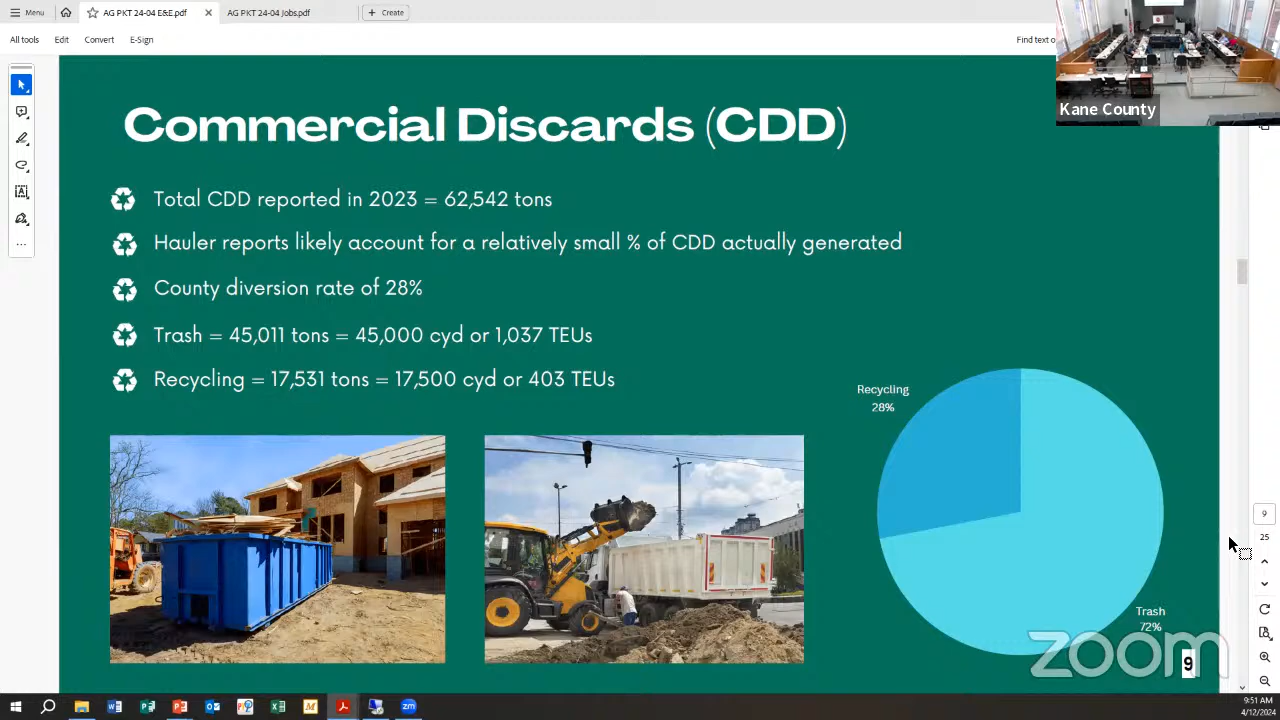 Menu
AG PKT 24-04 E&E.pdf
AG PKT 24-04 Jobs.pdf
Create
All tools
Edit
Convert
E-Sign
Find text o
Kane County
Commercial Discards (CDD)
Total CDD reported in 2023 = 62,542 tons
Hauler reports likely account for a relatively small % of CDD actually generated
County diversion rate of 28%
Trash = 45,011 tons = 45,000 cyd or 1,037 TEUs
Recycling = 17,531 tons = 17,500 cyd or 403 TEUs
Recycling
28%
Trash
72%
zoom
9
9
25
9:51 AM
4/12/2024